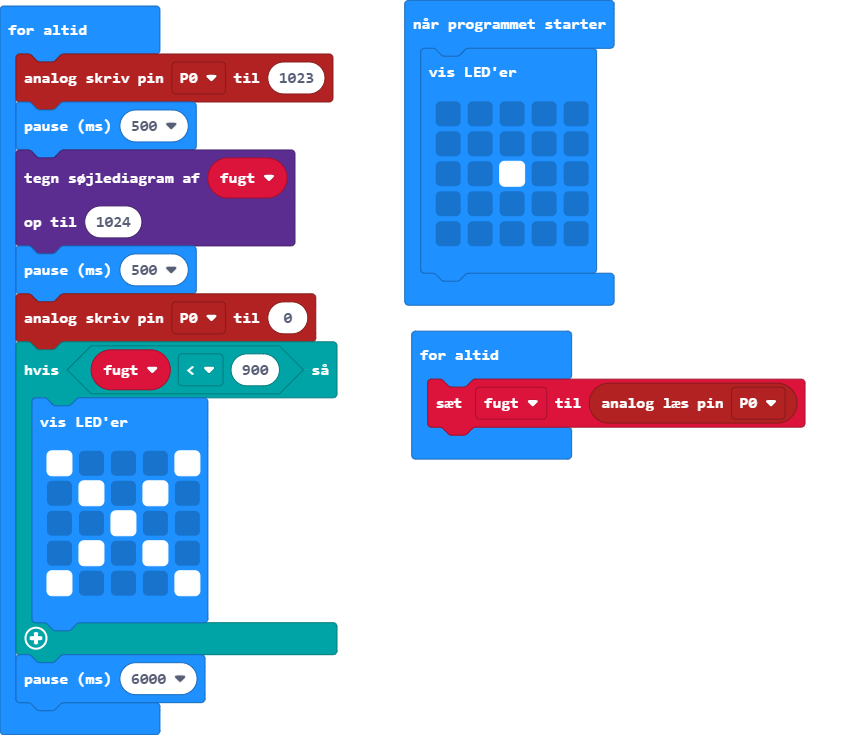 for altid
analog skriv pin P0 til 1023
pause (ms) 500
tegn søjlediagram af fugt
op til 1024
pause (ms) 500
analog skriv pin P0 til 0
hvis fugt < 900 så
vis LED'er
pause (ms) 6000
når programmet starter
vis LED'er
for altid
sæt fugt til analog læs pin P0